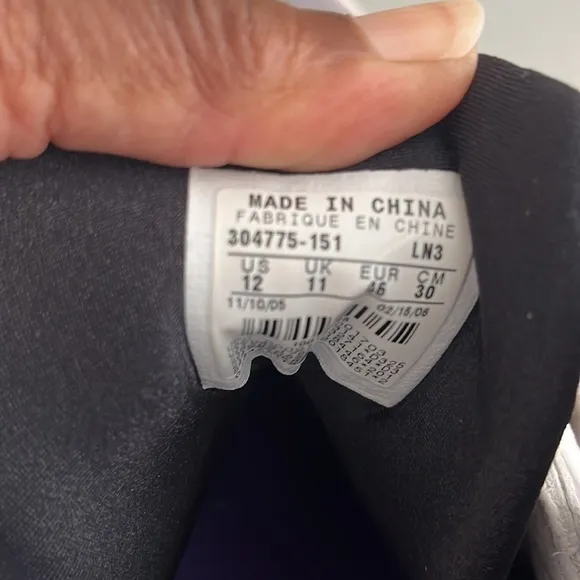 MADE IN CHINA
FABRIQUE EN CHINE
304775-151 LN3
US UK EUR CM
12 11 46 30
11/10/05 02/15/06